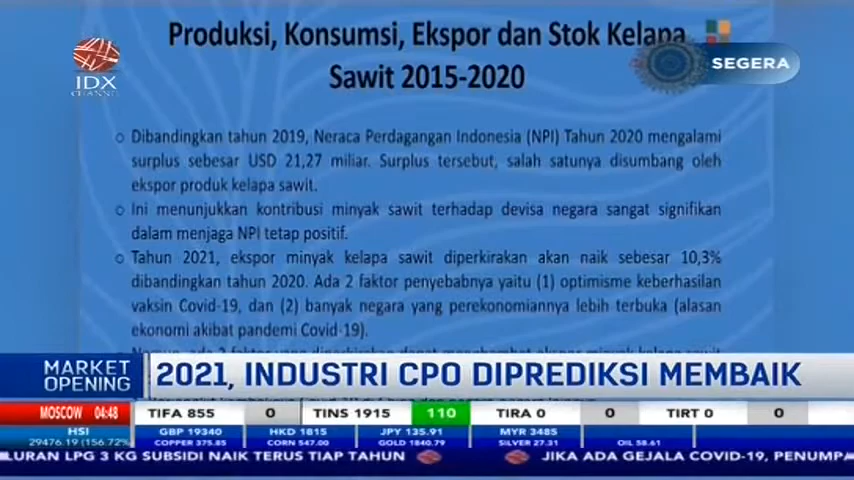 Produksi, Konsumsi, Ekspor dan Stok Kelapa
Sawit 2015-2020
IDX
CHANNEL
SEGERA
Dibandingkan tahun 2019, Neraca Perdagangan Indonesia (NPI) Tahun 2020 mengalami
surplus sebesar USD 21,27 miliar. Surplus tersebut, salah satunya disumbang oleh
ekspor produk kelapa sawit.
Ini menunjukkan kontribusi minyak sawit terhadap devisa negara sangat signifikan
dalam menjaga NPI tetap positif.
Tahun 2021, ekspor minyak kelapa sawit diperkirakan akan naik sebesar 10,3%
dibandingkan tahun 2020. Ada 2 faktor penyebabnya yaitu (1) optimisme keberhasilan
vaksin Covid-19, dan (2) banyak negara yang perekonomiannya lebih terbuka (alasan
ekonomi akibat pandemi Covid-19).
MARKET
OPENING
2021, INDUSTRI CPO DIPREDIKSI MEMBAIK
MOSCOW 04:48 TIFA 855 0 TINS 1915 110 TIRA 0 0 TIRT 0 0
HSI GBP 19340 HKD 1815 JPY 135.91 MYR 3485
29476.19 (156.72%) COPPER 375.85 CORN 547.00 GOLD 1840.79 SILVER 27.31 OIL 58.61
LURAN LPG 3 KG SUBSIDI NAIK TERUS TIAP TAHUN JIKA ADA GEJALA COVID-19, PENUMPA